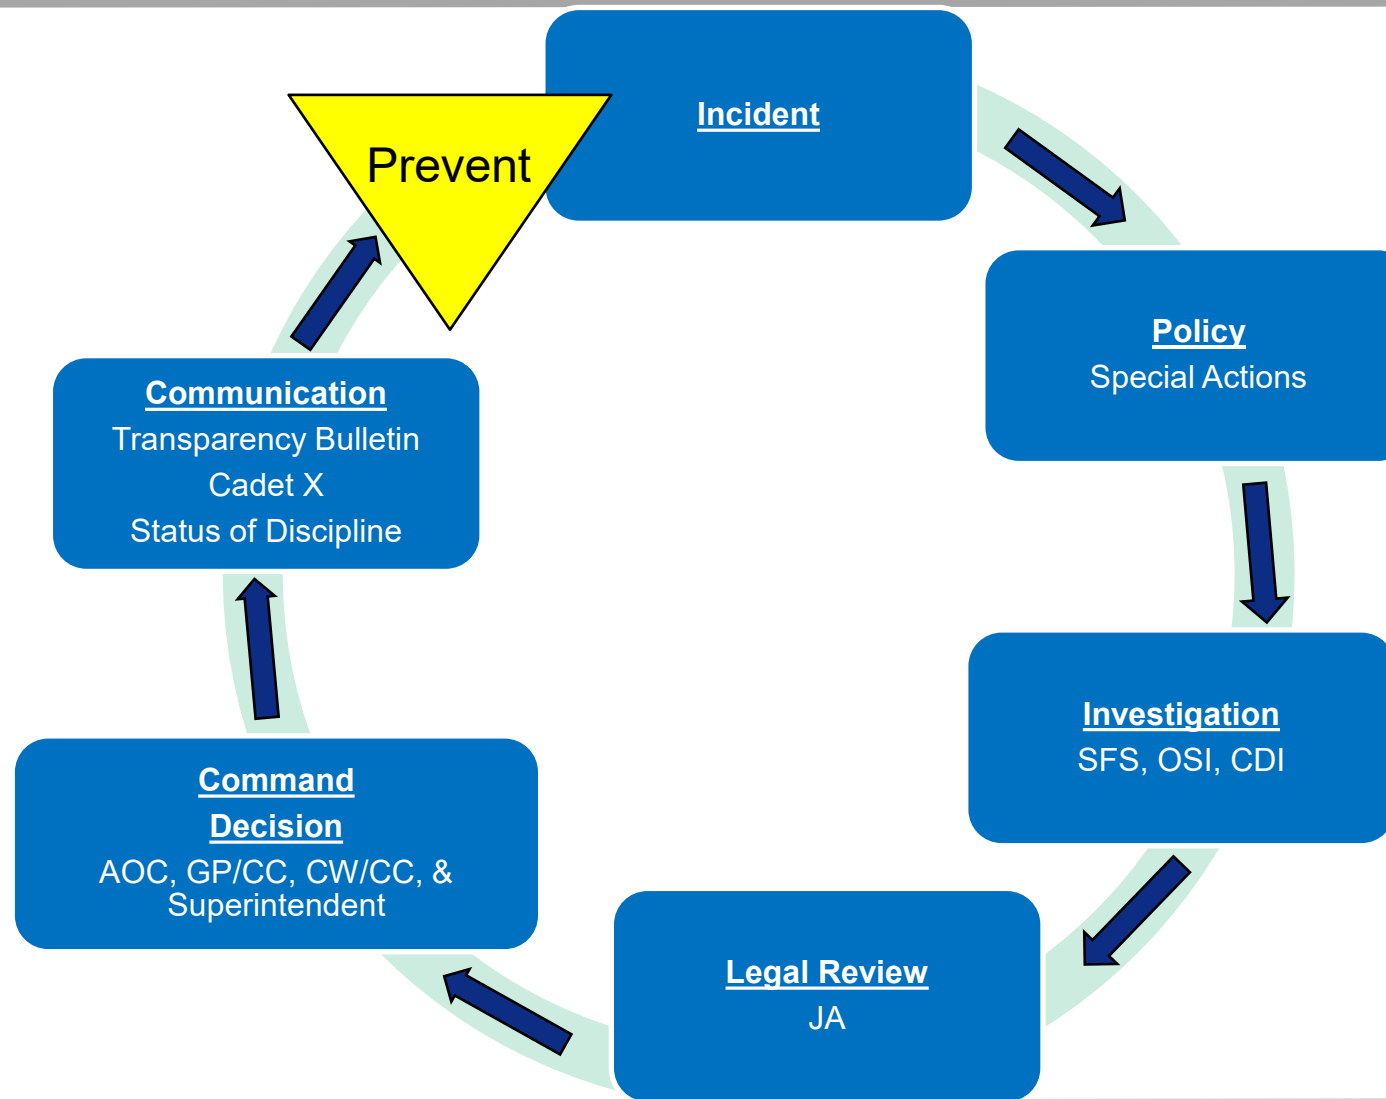 Incident
Prevent
Policy
Special Actions
Investigation
SFS, OSI, CDI
Legal Review
JA
Command
Decision
AOC, GP/CC, CW/CC, &
Superintendent
Communication
Transparency Bulletin
Cadet X
Status of Discipline